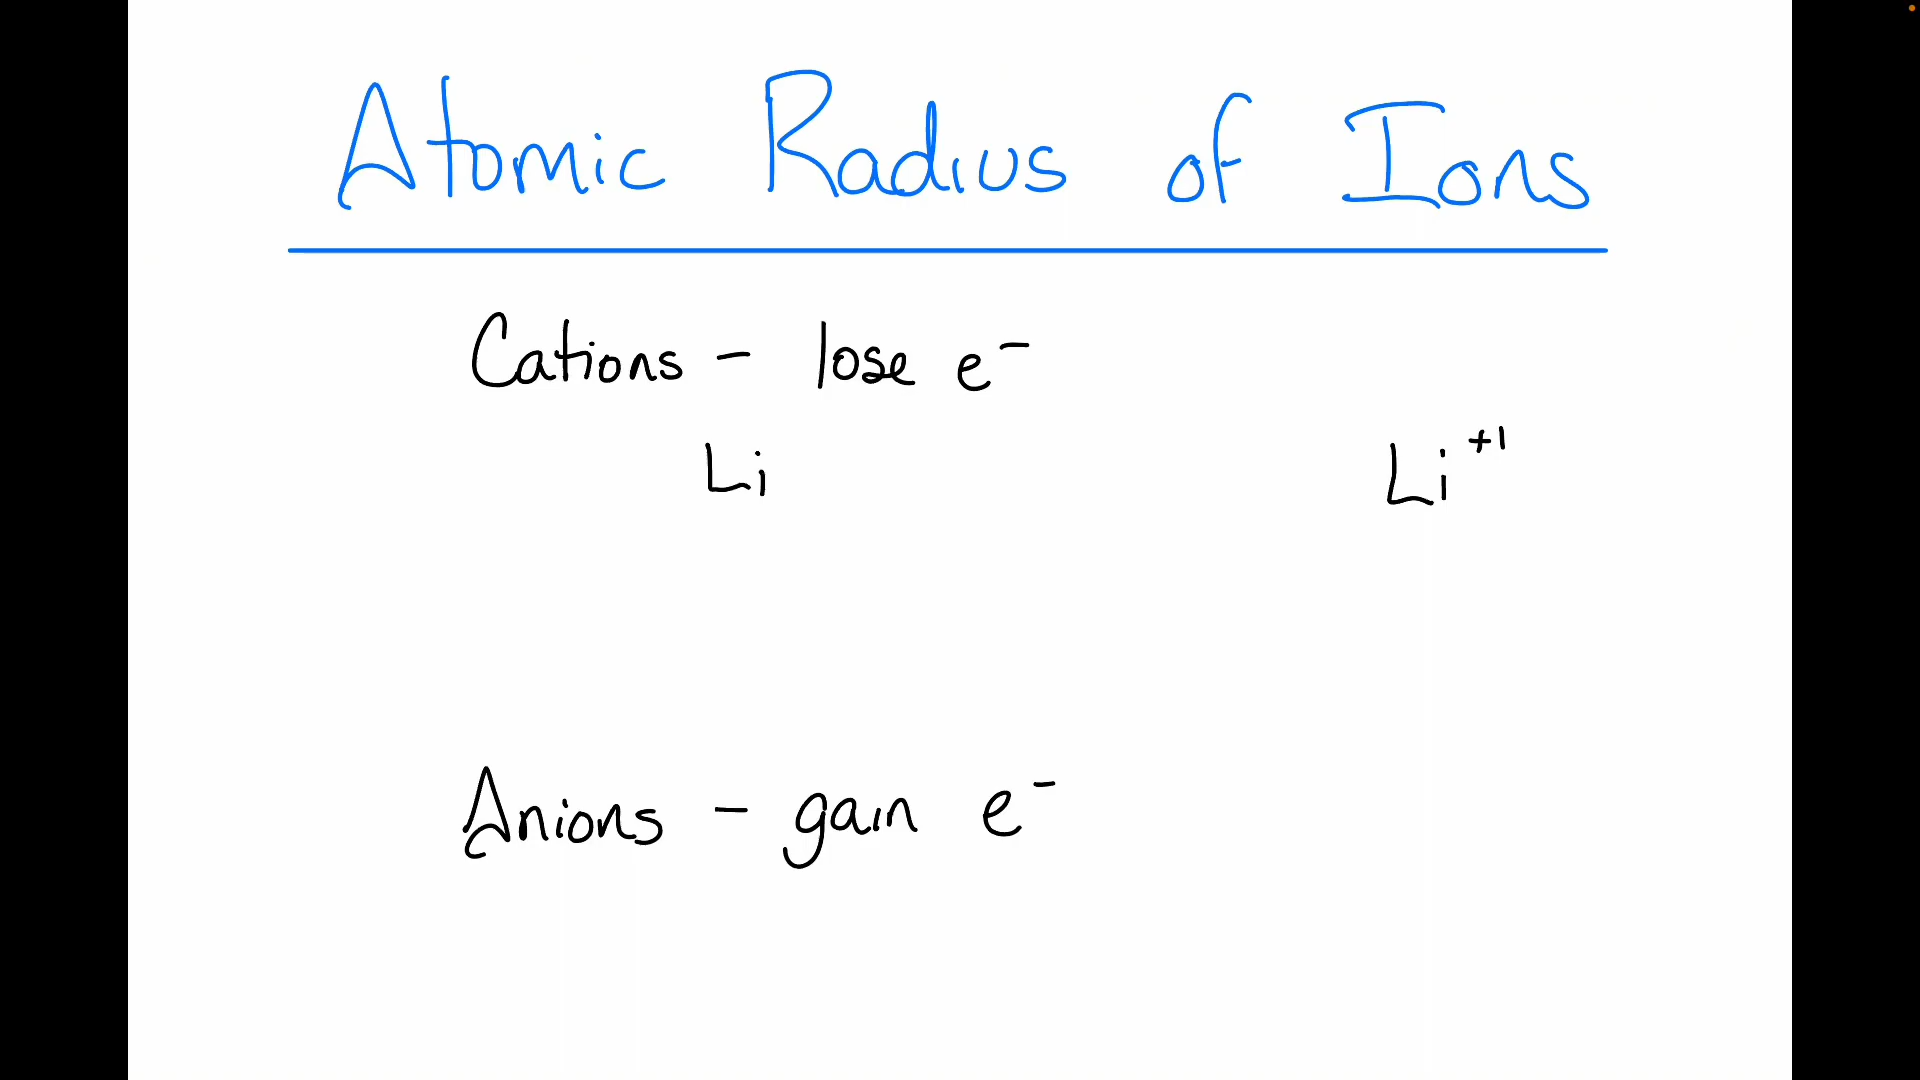 Atomic Radius of Ions
Cations - lose e⁻
Li Li⁺¹
Anions - gain e⁻